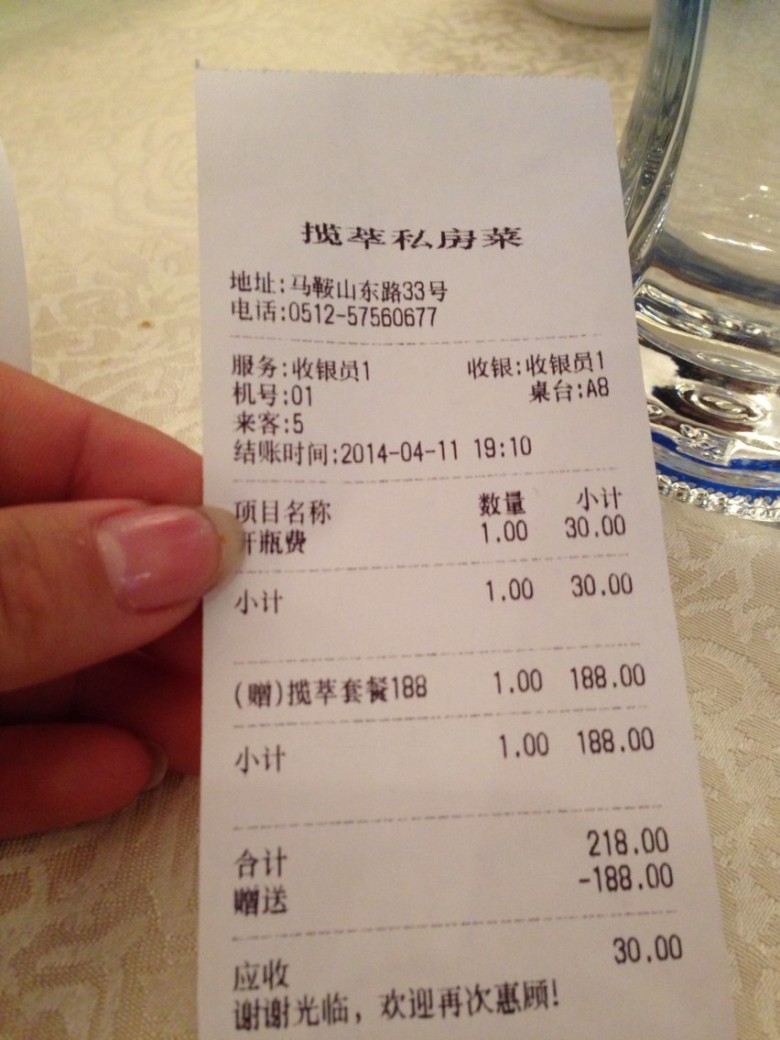 揽萃私房菜
地址:马鞍山东路33号
电话:0512-57560677
服务:收银员1 收银:收银员1
机号:01 桌台:A8
来客:5
结账时间:2014-04-11 19:10
项目名称 数量 小计
开瓶费 1.00 30.00
小计 1.00 30.00
(赠)揽萃套餐188 1.00 188.00
小计 1.00 188.00
合计 218.00
赠送 -188.00
应收 30.00
谢谢光临，欢迎再次惠顾!